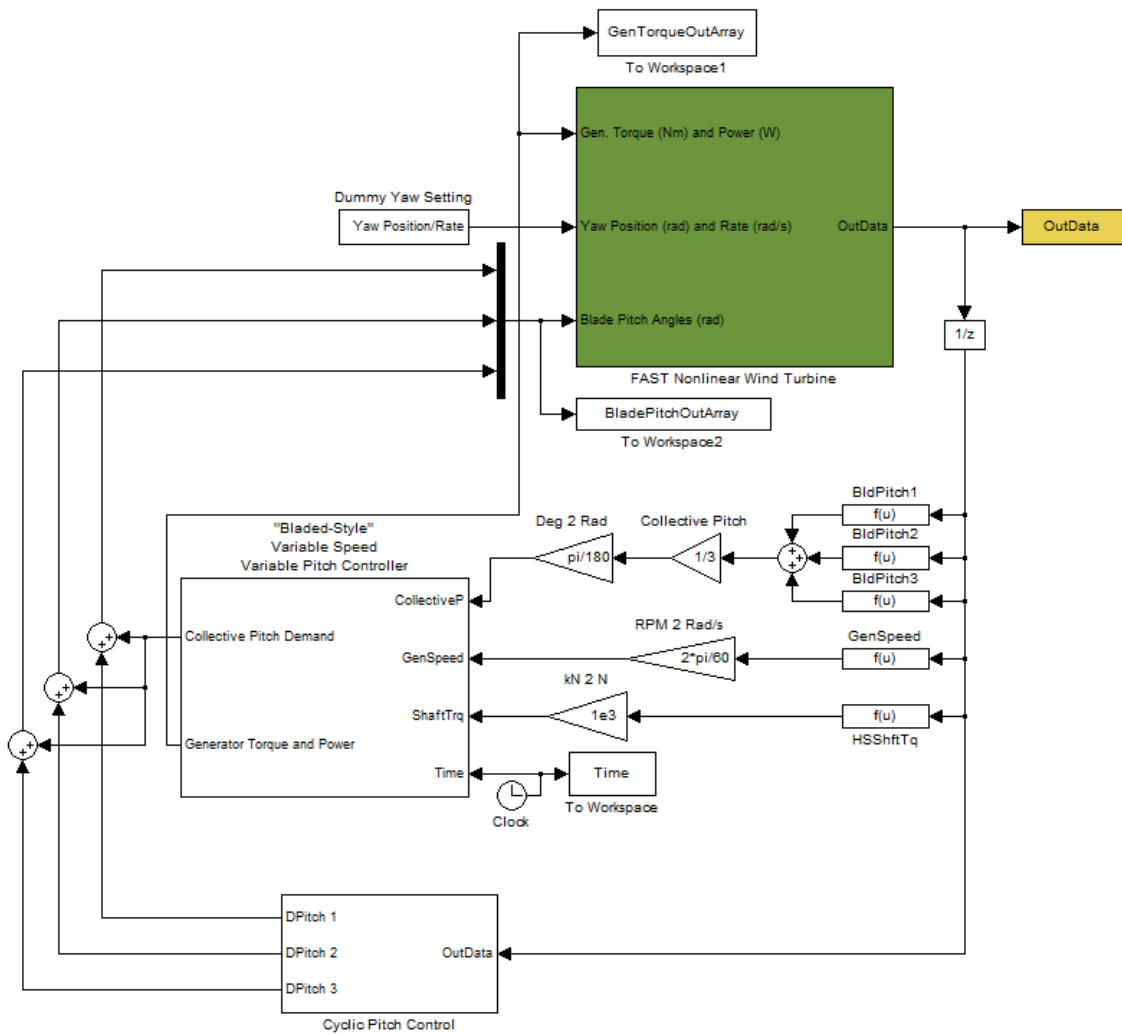 GenTorqueOutArray
To Workspace1
Gen. Torque (Nm) and Power (W)
Dummy Yaw Setting
Yaw Position/Rate
Yaw Position (rad) and Rate (rad/s)
OutData
OutData
Blade Pitch Angles (rad)
1/z
FAST Nonlinear Wind Turbine
BladePitchOutArray
To Workspace2
BldPitch1
f(u)
BldPitch2
f(u)
BldPitch3
f(u)
Collective Pitch
1/3
Deg 2 Rad
pi/180
"Bladed-Style"
Variable Speed
Variable Pitch Controller
CollectiveP
Collective Pitch Demand
RPM 2 Rad/s
2*pi/60
GenSpeed
f(u)
GenSpeed
kN 2 N
1e3
ShaftTrq
f(u)
HSShftTq
Generator Torque and Power
Time
Time
Clock
To Workspace
DPitch 1
DPitch 2
OutData
DPitch 3
Cyclic Pitch Control